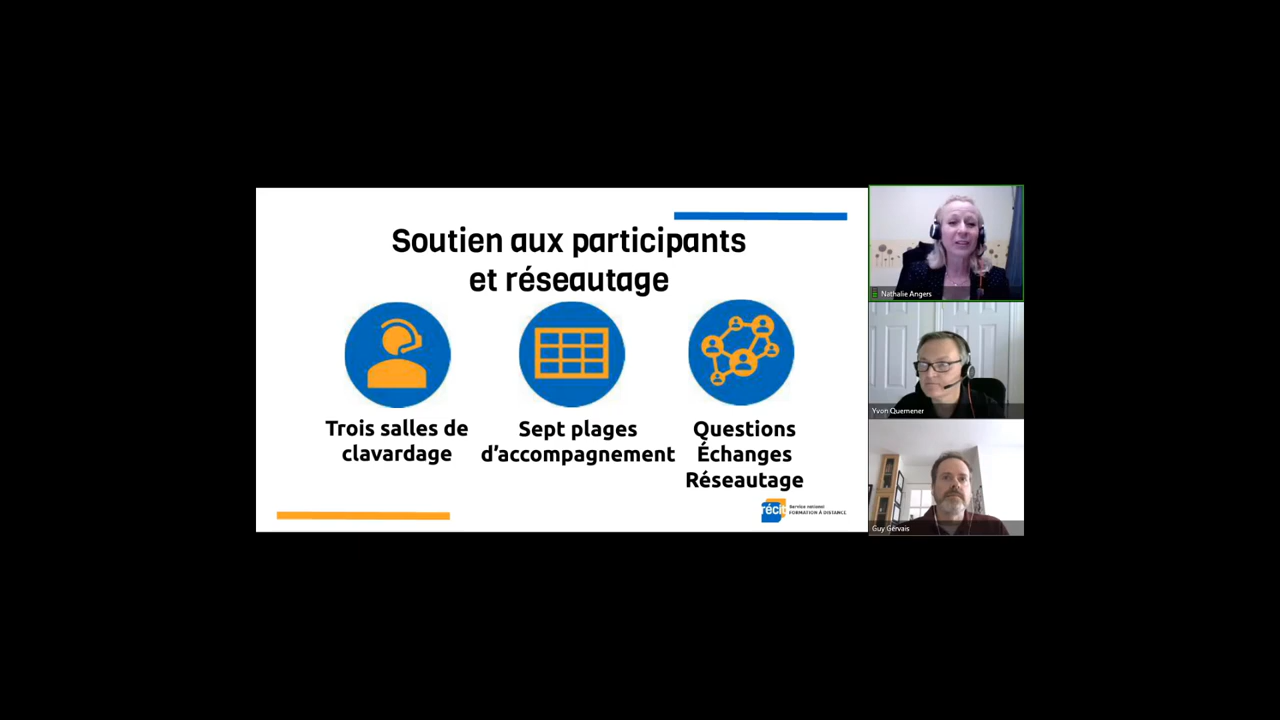 Soutien aux participants
et réseautage
Trois salles de
clavardage
Sept plages
d'accompagnement
Questions
Échanges
Réseautage
récit
Service national
FORMATION À DISTANCE
Nathalie Angers
Yvon Quemener
Guy Gervais